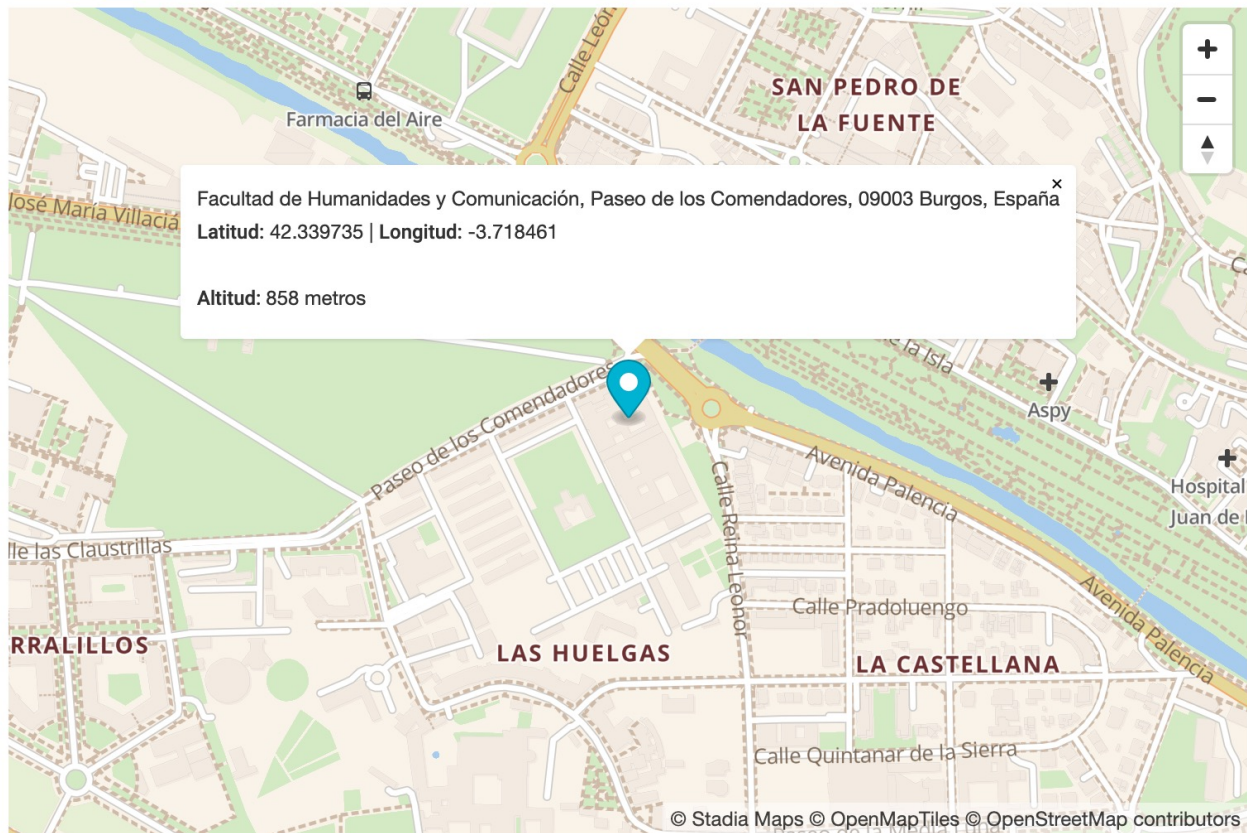 Calle León
SAN PEDRO DE
LA FUENTE
Farmacia del Aire
José María Villaciá
Facultad de Humanidades y Comunicación, Paseo de los Comendadores, 09003 Burgos, España
Latitud: 42.339735 | Longitud: -3.718461
Altitud: 858 metros
de la Isla
Aspy
Paseo de los Comendadores
Avenida Palencia
Hospital
Juan de
Calle Reina Leonor
lle las Claustrillas
Avenida Palencia
Calle Pradoluengo
RRALILLOS
LAS HUELGAS
LA CASTELLANA
Calle Quintanar de la Sierra
© Stadia Maps © OpenMapTiles © OpenStreetMap contributors